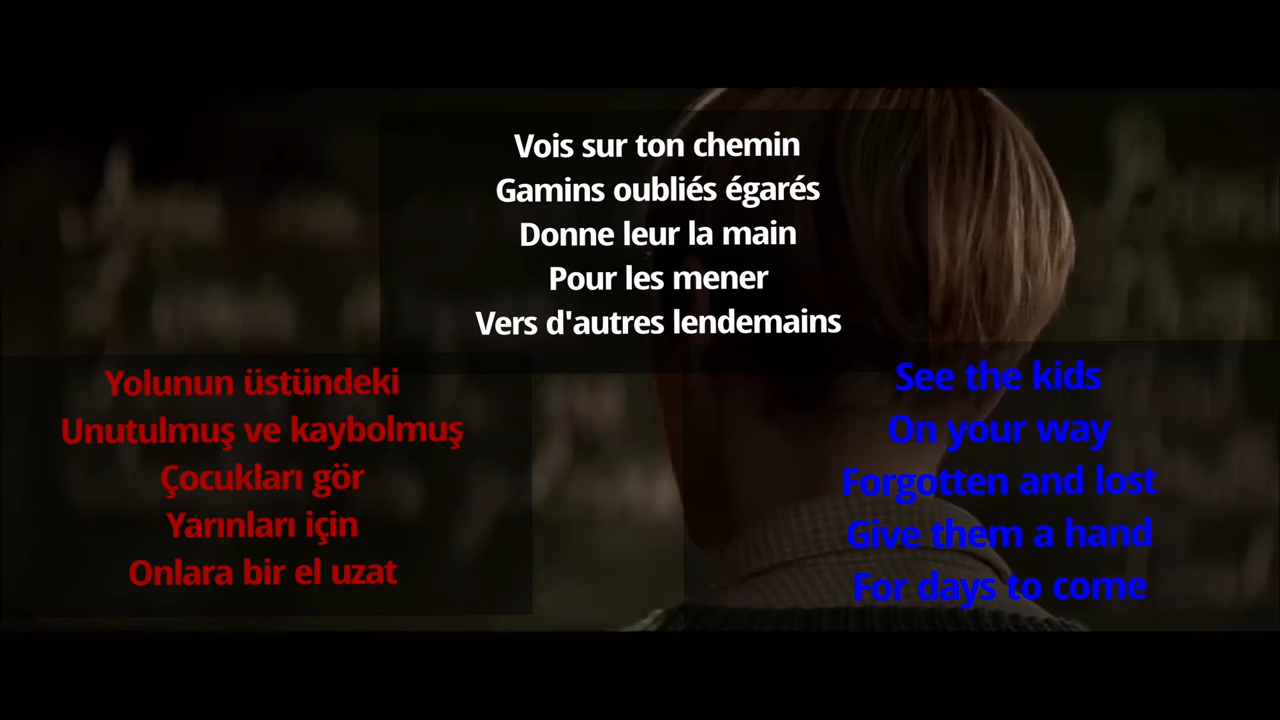 Vois sur ton chemin
Gamins oubliés égarés
Donne leur la main
Pour les mener
Vers d'autres lendemains
Yolunun üstündeki
Unutulmuş ve kaybolmuş
Çocukları gör
Yarınları için
Onlara bir el uzat
See the kids
On your way
Forgotten and lost
Give them a hand
For days to come